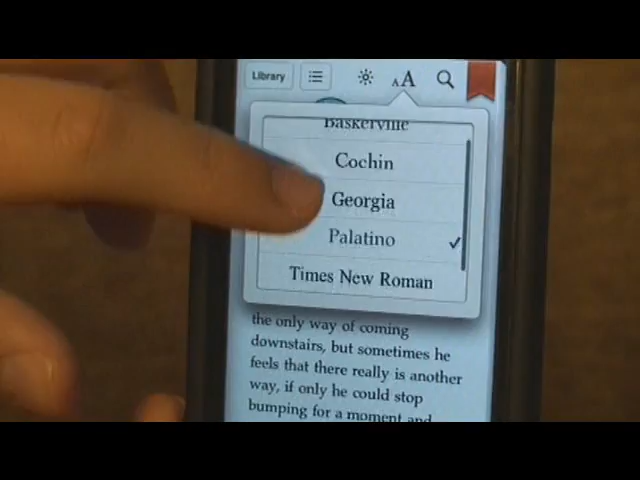 Library
AA
Baskerville
Cochin
Georgia
Palatino
Times New Roman
the only way of coming
downstairs, but sometimes he
feels that there really is another
way, if only he could stop
bumping for a moment and